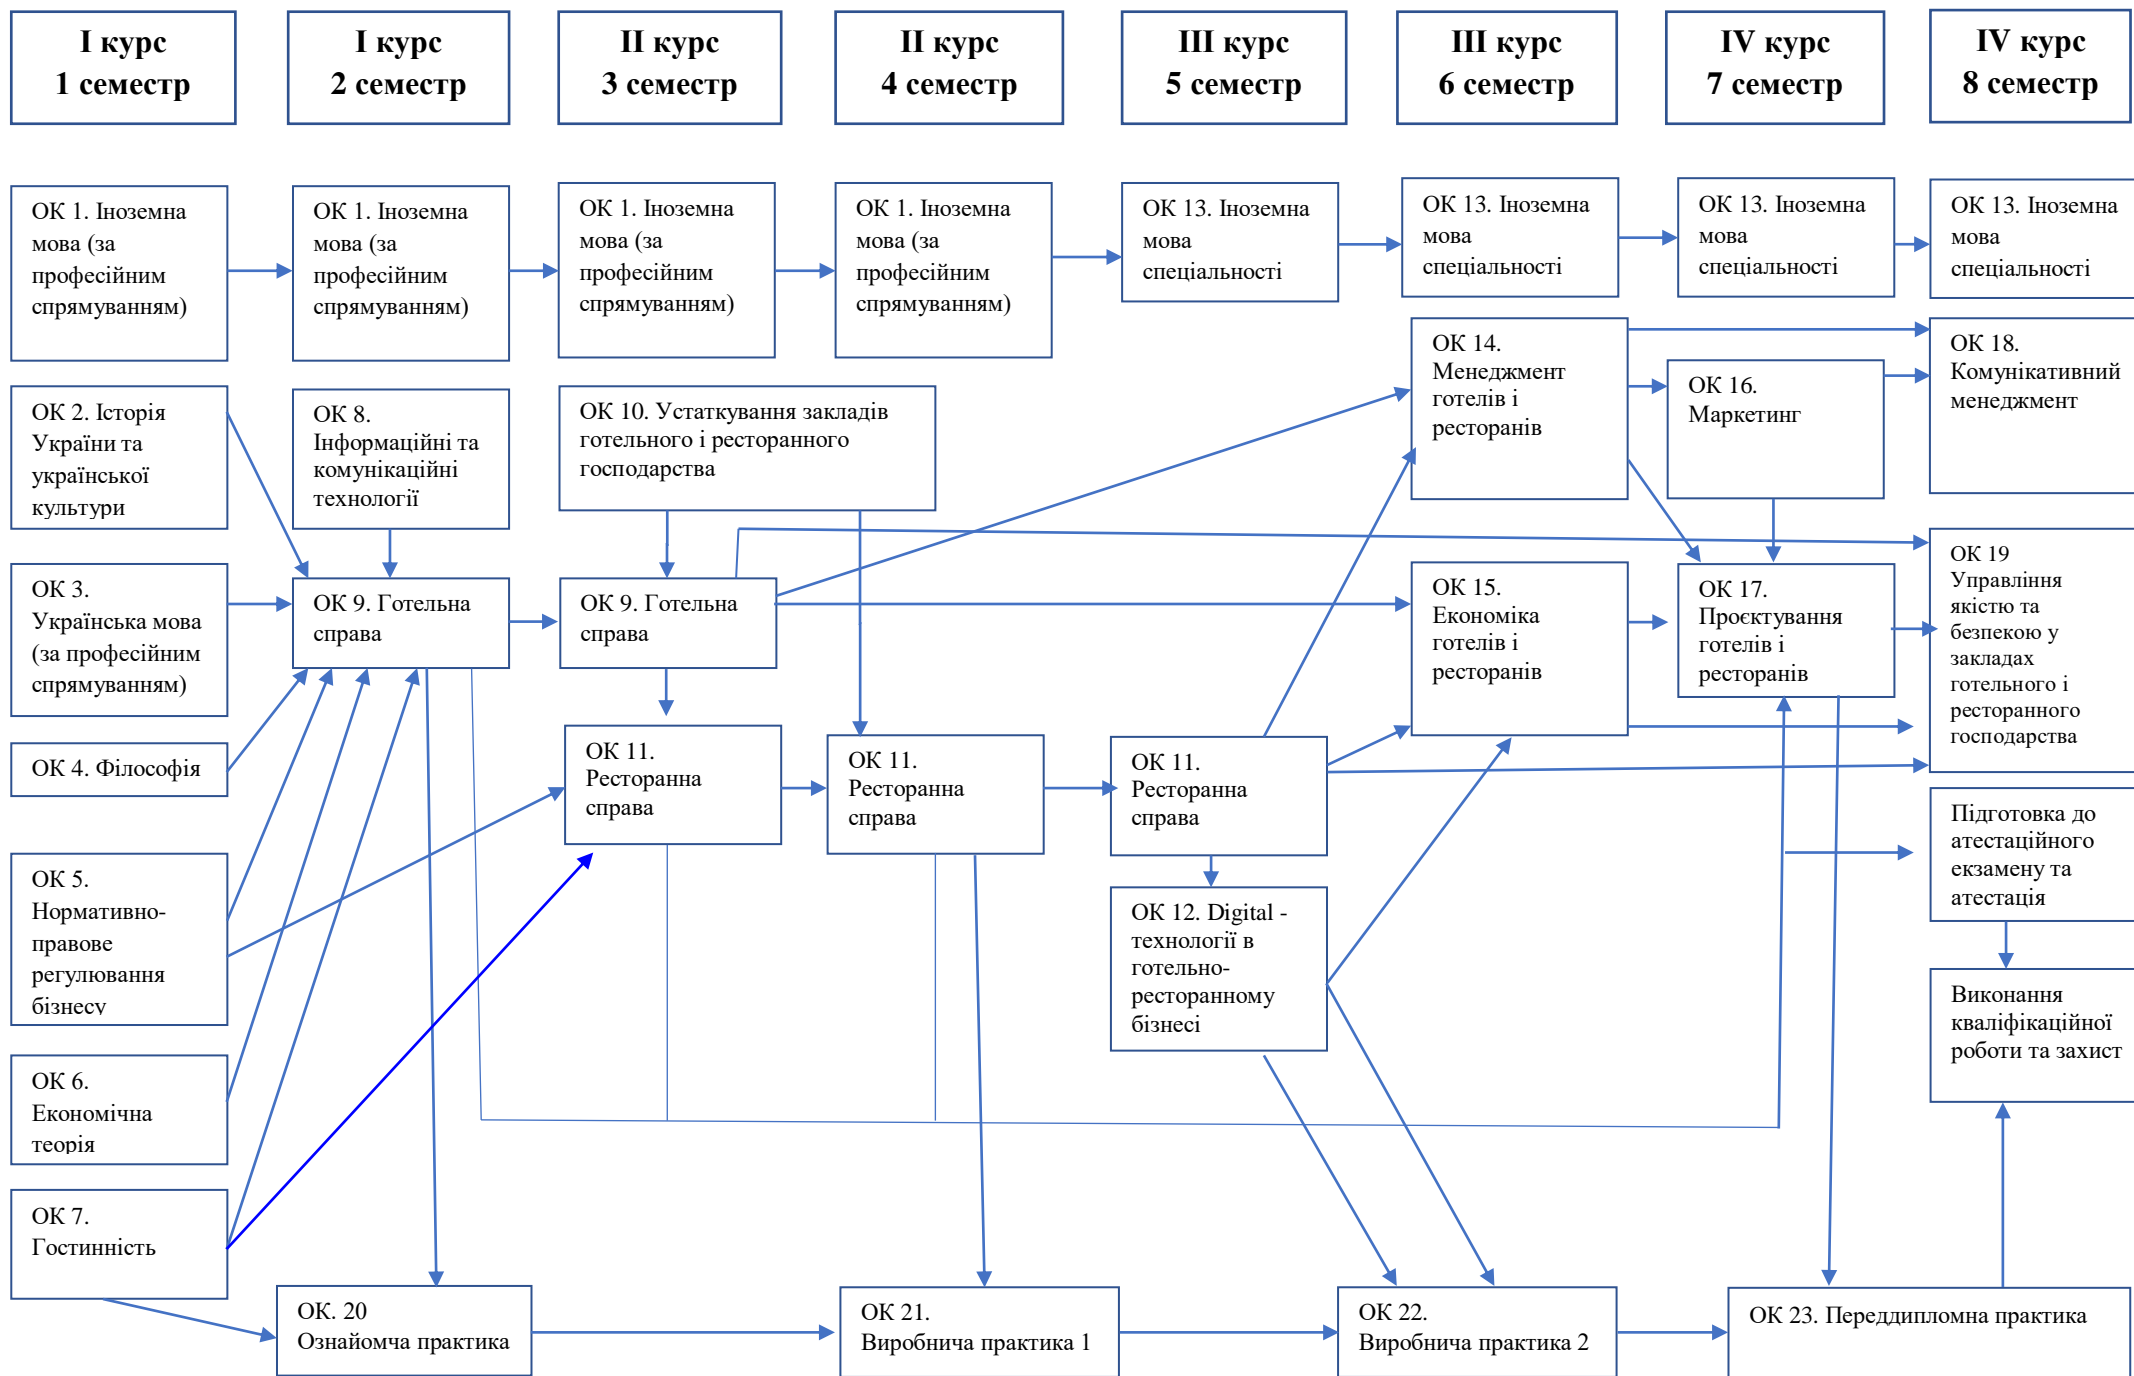 І курс
1 семестр
І курс
2 семестр
ІІ курс
3 семестр
ІІ курс
4 семестр
ІІІ курс
5 семестр
ІІІ курс
6 семестр
ІV курс
7 семестр
ІV курс
8 семестр
ОК 1. Іноземна
мова (за
професійним
спрямуванням)
ОК 1. Іноземна
мова (за
професійним
спрямуванням)
ОК 1. Іноземна
мова (за
професійним
спрямуванням)
ОК 1. Іноземна
мова (за
професійним
спрямуванням)
ОК 13. Іноземна
мова
спеціальності
ОК 13. Іноземна
мова
спеціальності
ОК 13. Іноземна
мова
спеціальності
ОК 13. Іноземна
мова
спеціальності
ОК 2. Історія
України та
української
культури
ОК 8.
Інформаційні та
комунікаційні
технології
ОК 10. Устаткування закладів
готельного і ресторанного
господарства
ОК 14.
Менеджмент
готелів і
ресторанів
ОК 16.
Маркетинг
ОК 18.
Комунікативний
менеджмент
ОК 3.
Українська мова
(за професійним
спрямуванням)
ОК 9. Готельна
справа
ОК 9. Готельна
справа
ОК 15.
Економіка
готелів і
ресторанів
ОК 17.
Проєктування
готелів і
ресторанів
ОК 19
Управління
якістю та
безпекою у
закладах
готельного і
ресторанного
господарства
ОК 4. Філософія
ОК 11.
Ресторанна
справа
ОК 11.
Ресторанна
справа
ОК 11.
Ресторанна
справа
Підготовка до
атестаційного
екзамену та
атестація
ОК 5.
Нормативно-
правове
регулювання
бізнесу
ОК 12. Digital -
технології в
готельно-
ресторанному
бізнесі
Виконання
кваліфікаційної
роботи та захист
ОК 6.
Економічна
теорія
ОК 7.
Гостинність
ОК. 20
Ознайомча практика
ОК 21.
Виробнича практика 1
ОК 22.
Виробнича практика 2
ОК 23. Переддипломна практика